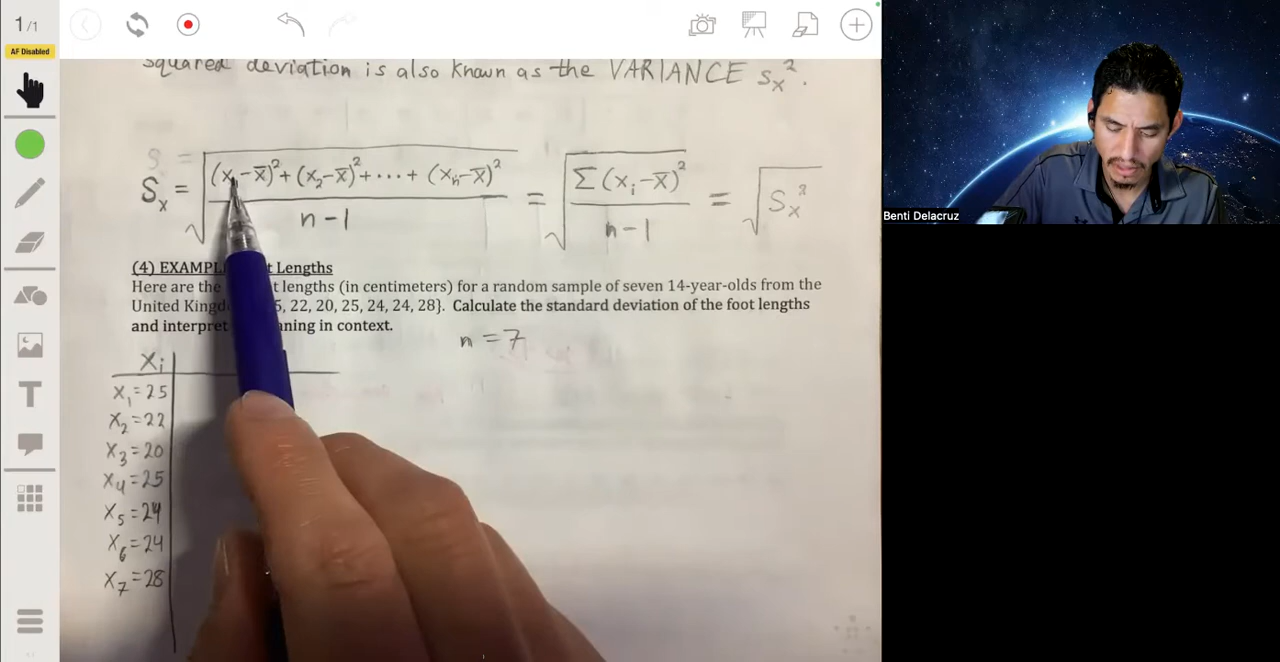 1/1
AF Disabled
squared deviation is also known as the VARIANCE sₓ².
Sₓ = √((x₁-x̄)²+(x₂-x̄)²+...+(xₙ-x̄)² / n-1) = √(Σ(xᵢ-x̄)² / n-1) = √Sₓ²
Benti Delacruz
(4) EXAMPL t Lengths
Here are the t lengths (in centimeters) for a random sample of seven 14-year-olds from the
United Kingd 5, 22, 20, 25, 24, 24, 28}. Calculate the standard deviation of the foot lengths
and interpret aning in context.
n = 7
Xᵢ
X₁ = 25
X₂ = 22
X₃ = 20
X₄ = 25
X₅ = 24
X₆ = 24
X₇ = 28
T